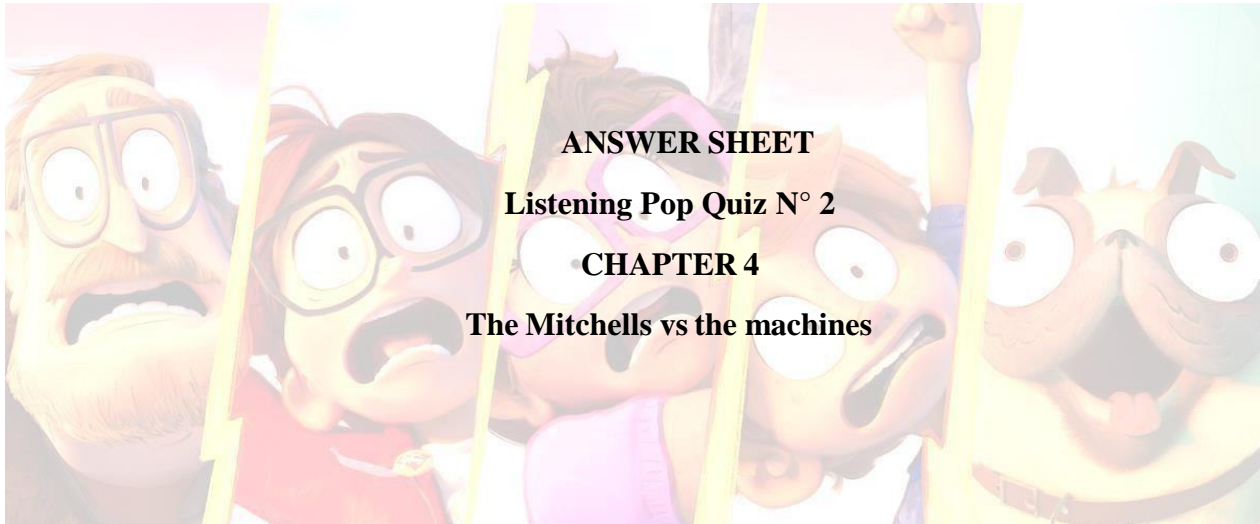 ANSWER SHEET
Listening Pop Quiz N° 2
CHAPTER 4
The Mitchells vs the machines